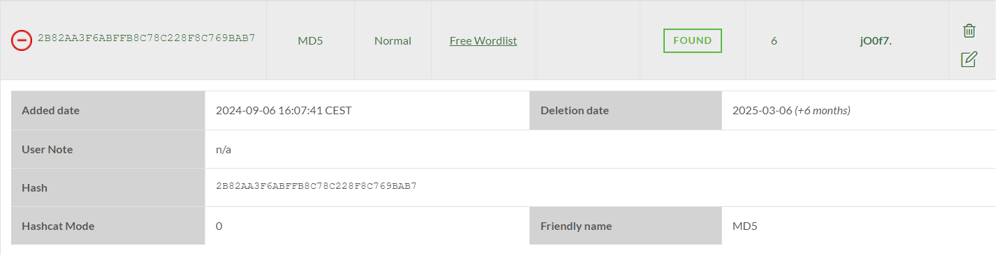 2B82AA3F6ABFFB8C78C228F8C769BAB7 MD5 Normal Free Wordlist FOUND 6 jO0f7.
Added date 2024-09-06 16:07:41 CEST Deletion date 2025-03-06 (+6 months)
User Note n/a
Hash 2B82AA3F6ABFFB8C78C228F8C769BAB7
Hashcat Mode 0 Friendly name MD5